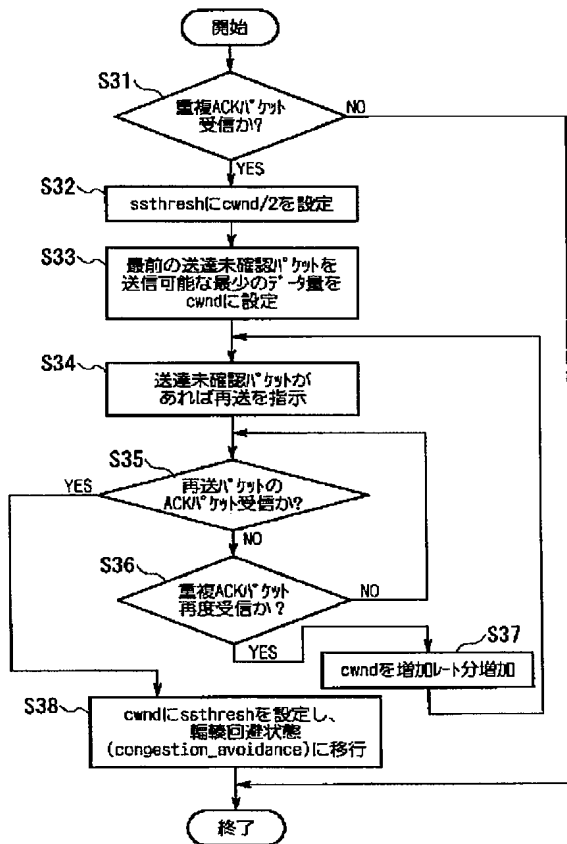 開始
S31
重複ACKパケット
受信か?
NO
YES
S32
ssthreshにcwnd/2を設定
S33
最前の送達未確認パケットを
送信可能な最少のデータ量を
cwndに設定
S34
送達未確認パケットが
あれば再送を指示
S35
YES
再送パケットの
ACKパケット受信か?
NO
S36
重複ACKパケット
再度受信か?
NO
YES
S37
cwndを増加レート分増加
S38
cwndにssthreshを設定し、
輻輳回避状態
(congestion_avoidance)に移行
終了